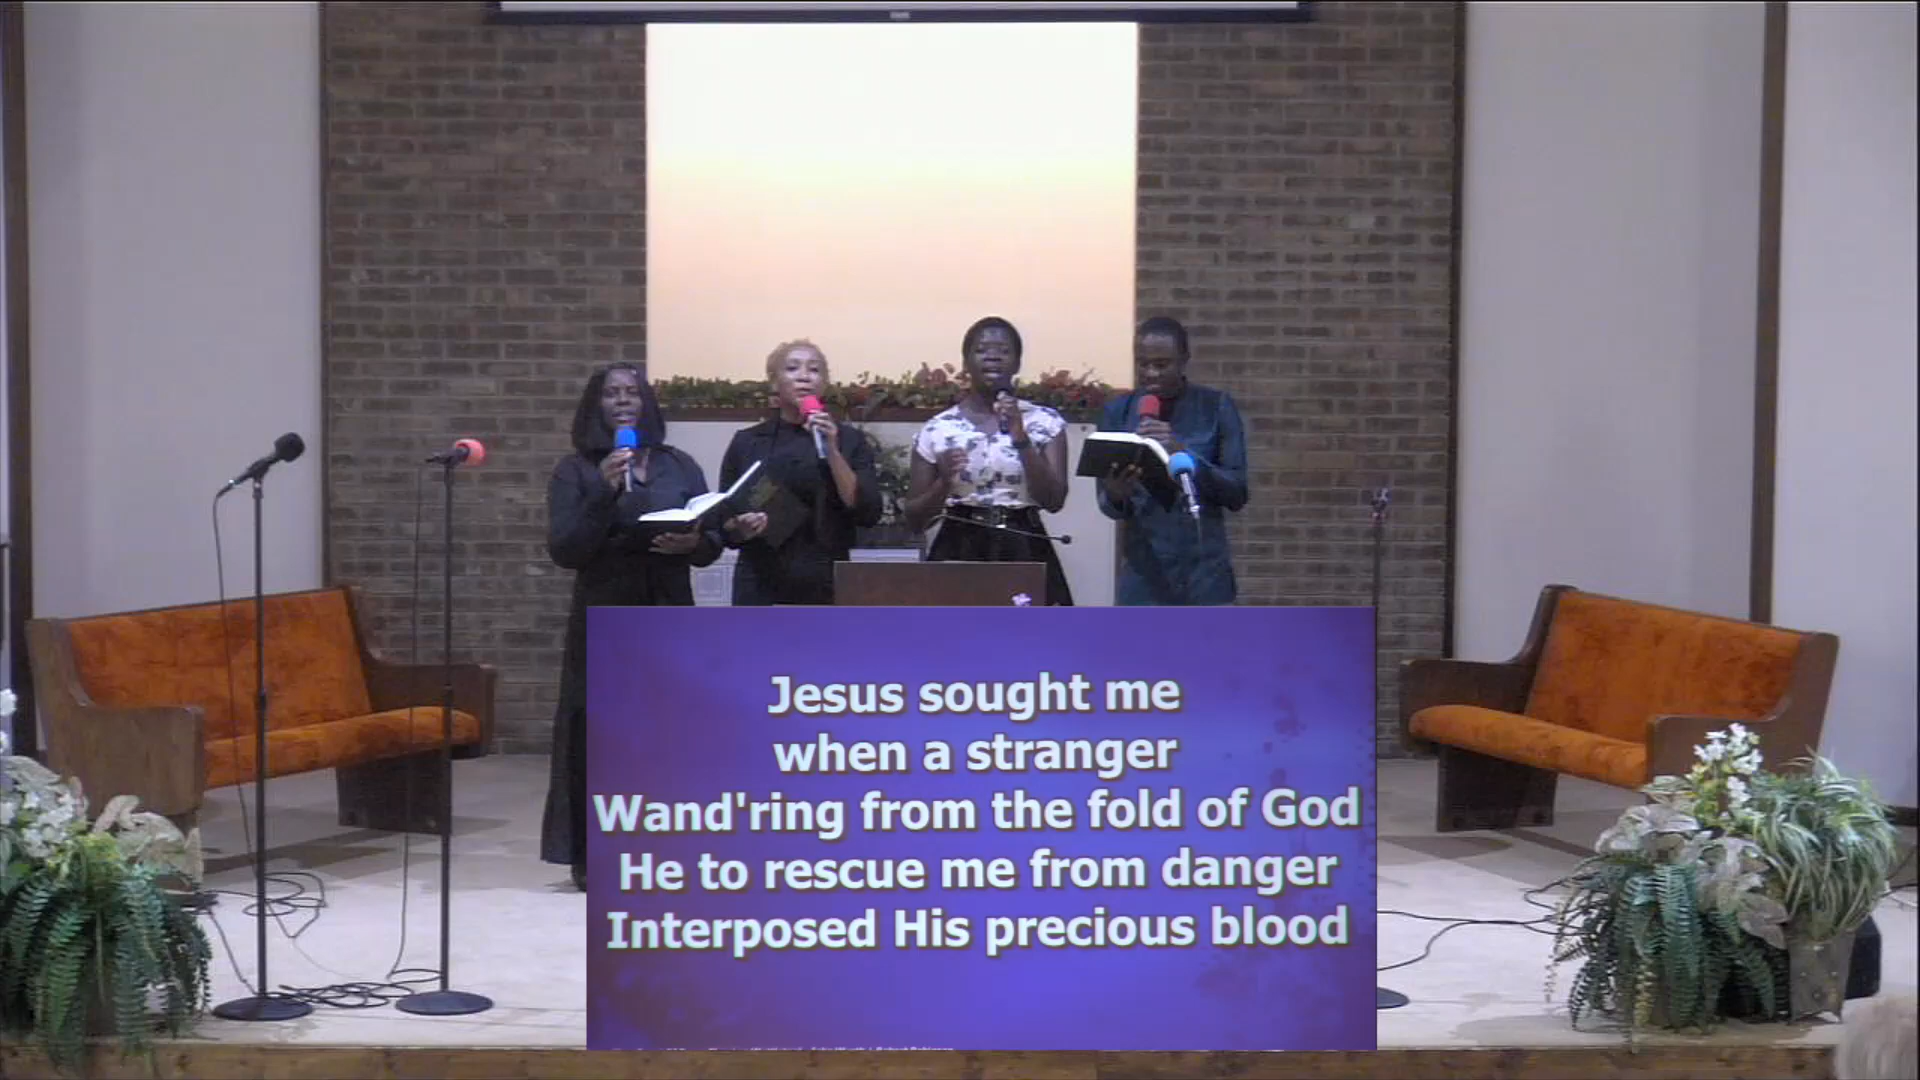 Jesus sought me
when a stranger
Wand'ring from the fold of God
He to rescue me from danger
Interposed His precious blood